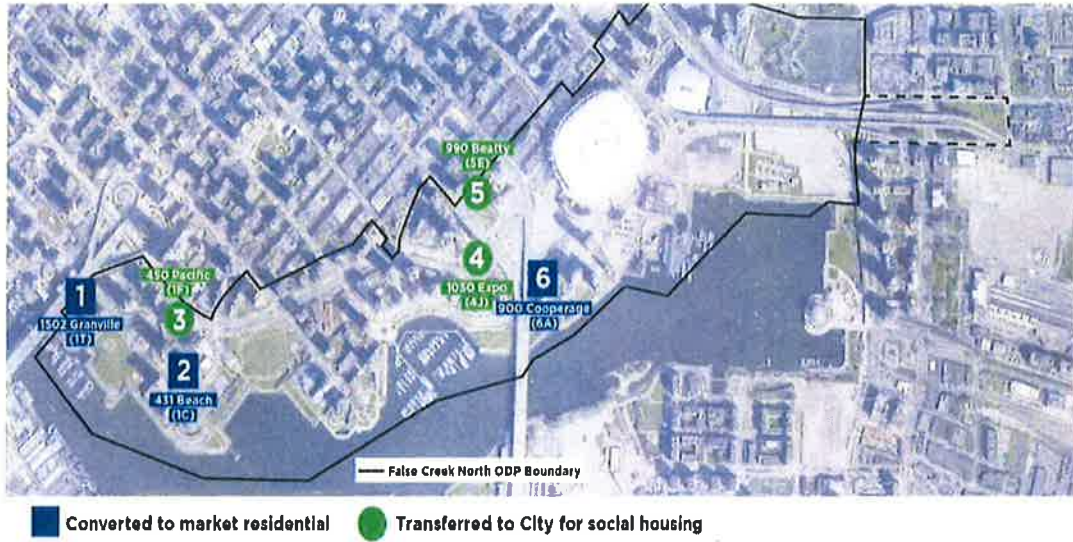 990 Beatty
(5E)
5
4
1050 Expo
(4J)
6
900 Cooperage
(6A)
450 Pacific
(1F)
3
1
1502 Granville
(1T)
2
431 Beach
(1C)
False Creek North ODP Boundary
Converted to market residential
Transferred to City for social housing